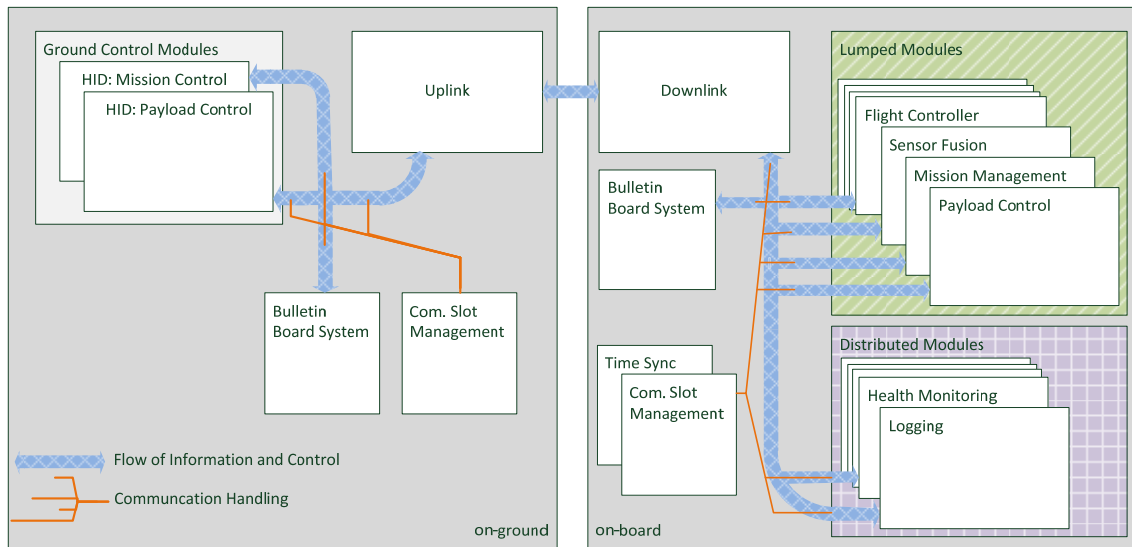 Ground Control Modules
HID: Mission Control
HID: Payload Control
Uplink
Bulletin
Board System
Com. Slot
Management
Flow of Information and Control
Communcation Handling
on-ground
Downlink
Bulletin
Board System
Time Sync
Com. Slot
Management
on-board
Lumped Modules
Flight Controller
Sensor Fusion
Mission Management
Payload Control
Distributed Modules
Health Monitoring
Logging